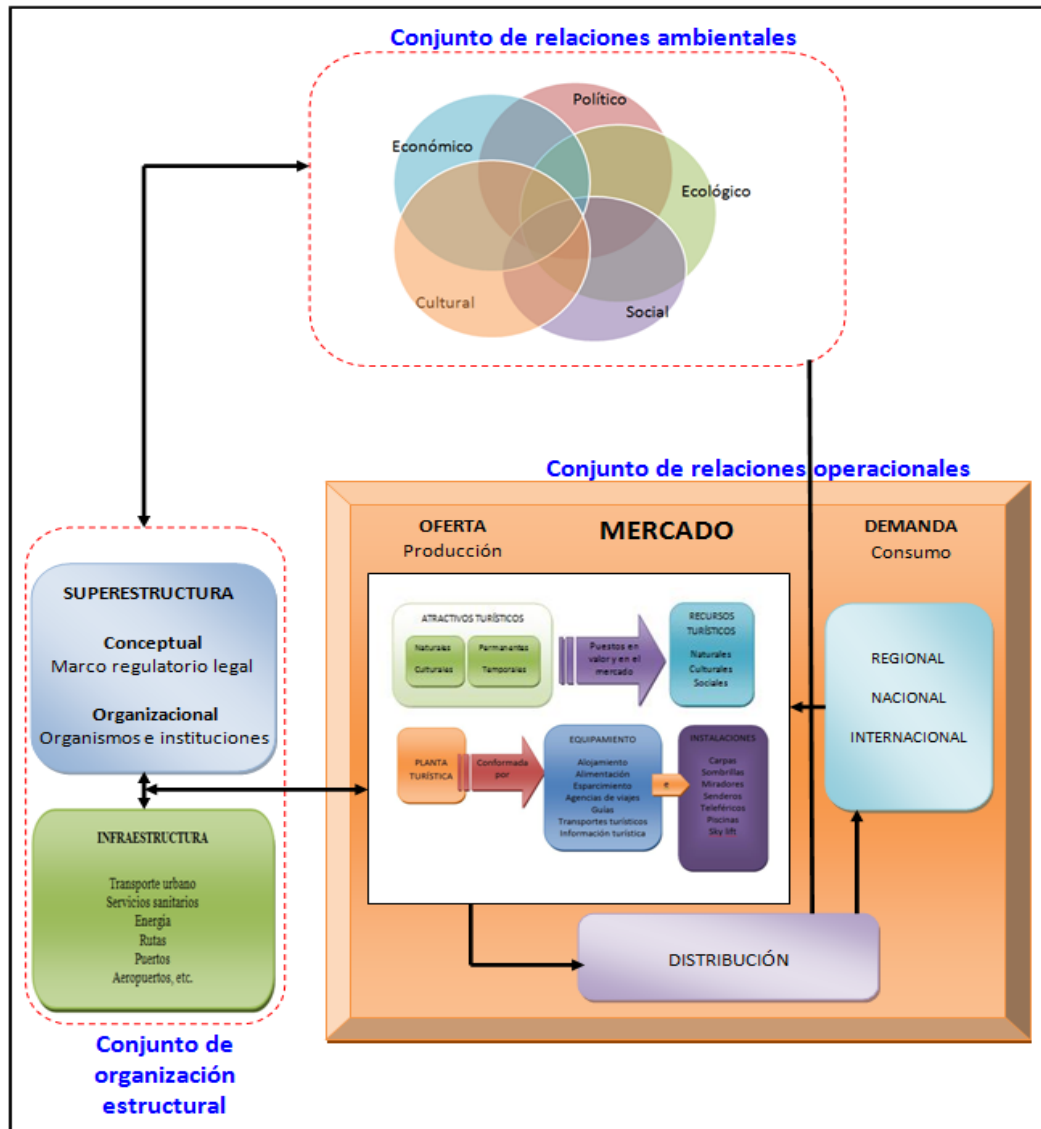 Conjunto de relaciones ambientales
Político
Económico
Ecológico
Cultural
Social
Conjunto de relaciones operacionales
OFERTA
Producción
MERCADO
DEMANDA
Consumo
SUPERESTRUCTURA
Conceptual
Marco regulatorio legal
Organizacional
Organismos e instituciones
INFRAESTRUCTURA
Transporte urbano
Servicios sanitarios
Energía
Rutas
Puertos
Aeropuertos, etc.
Conjunto de
organización
estructural
ATRACTIVOS TURÍSTICOS
Naturales
Culturales
Permanentes
Temporales
Puestos en
valor y en el
mercado
RECURSOS
TURÍSTICOS
Naturales
Culturales
Sociales
PLANTA
TURÍSTICA
Conformada
por
EQUIPAMIENTO
Alojamiento
Alimentación
Esparcimiento
Agencias de viajes
Guías
Transportes turísticos
Información turística
e
INSTALACIONES
Carpas
Sombrillas
Miradores
Senderos
Teleféricos
Piscinas
Sky lift
REGIONAL
NACIONAL
INTERNACIONAL
DISTRIBUCIÓN